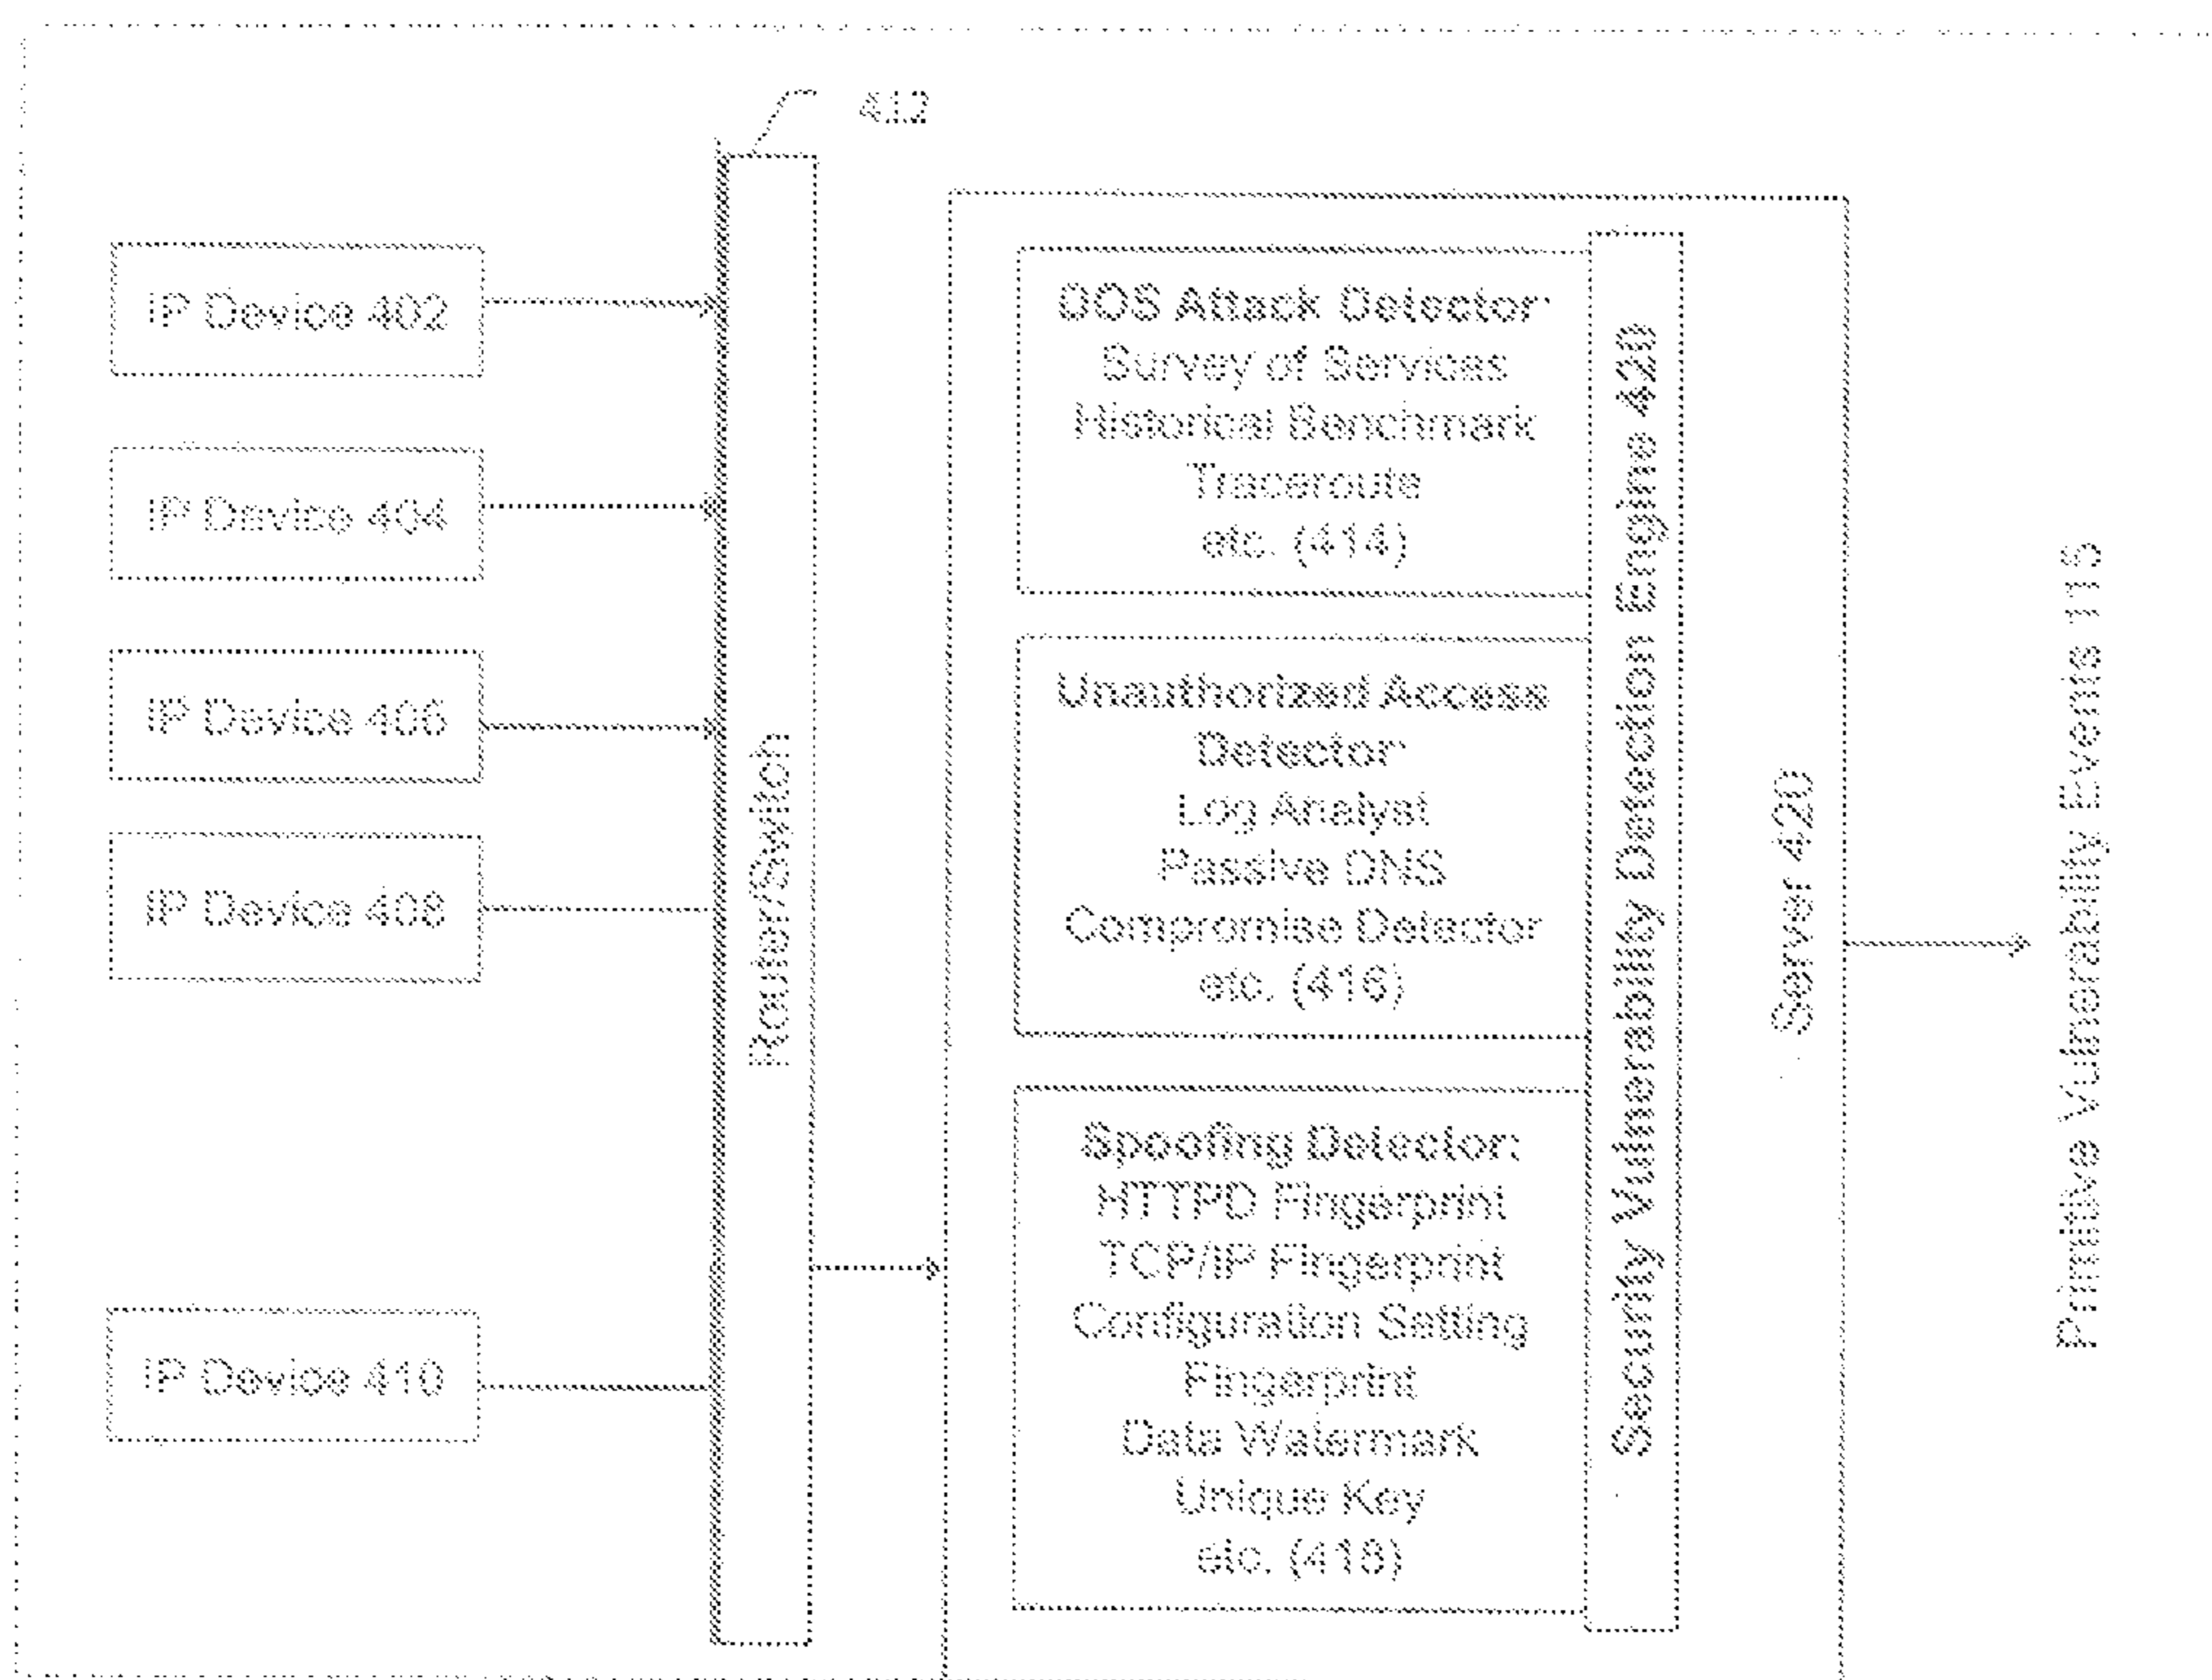 412
IP Device 402
IP Device 404
IP Device 406
IP Device 408
IP Device 410
Router/Switch
DOS Attack Detector:
Survey of Services
Historical Benchmark
Traceroute
etc. (414)
Unauthorized Access
Detector:
Log Analyst
Passive DNS
Compromise Detector
etc. (416)
Spoofing Detector:
HTTPD Fingerprint
TCP/IP Fingerprint
Configuration Setting
Fingerprint
Data Watermark
Unique Key
etc. (418)
Security Vulnerability Detection Engine 420
Server 420
Primitive Vulnerability Events 115